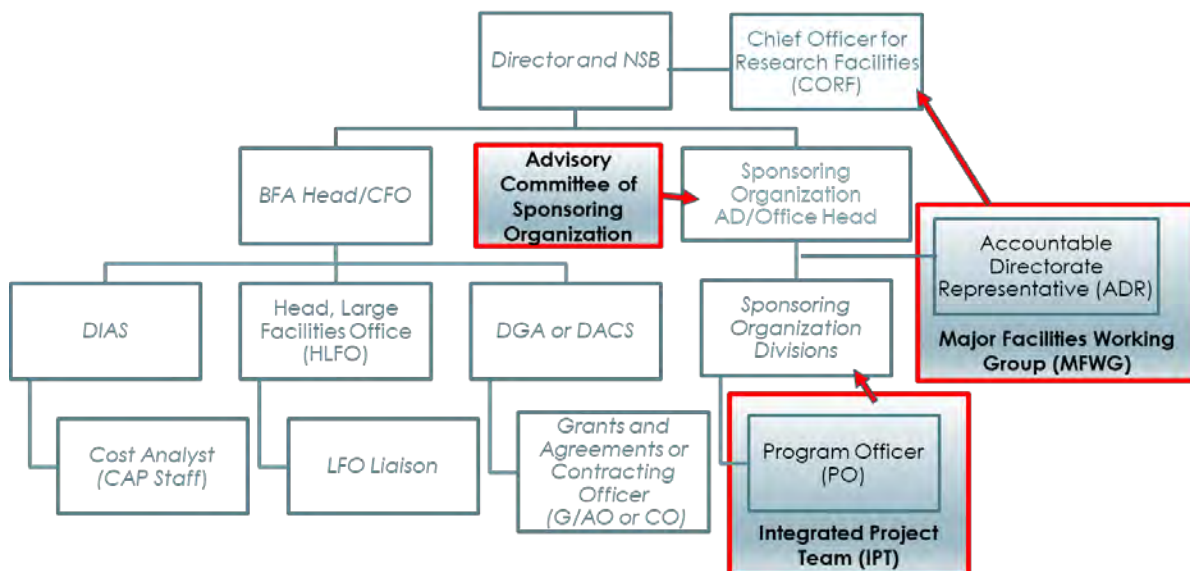 Director and NSB
Chief Officer for
Research Facilities
(CORF)
BFA Head/CFO
Advisory
Committee of
Sponsoring
Organization
Sponsoring
Organization
AD/Office Head
Accountable
Directorate
Representative (ADR)
Major Facilities Working
Group (MFWG)
DIAS
Head, Large
Facilities Office
(HLFO)
DGA or DACS
Sponsoring
Organization
Divisions
Cost Analyst
(CAP Staff)
LFO Liaison
Grants and
Agreements or
Contracting
Officer
(G/AO or CO)
Program Officer
(PO)
Integrated Project
Team (IPT)